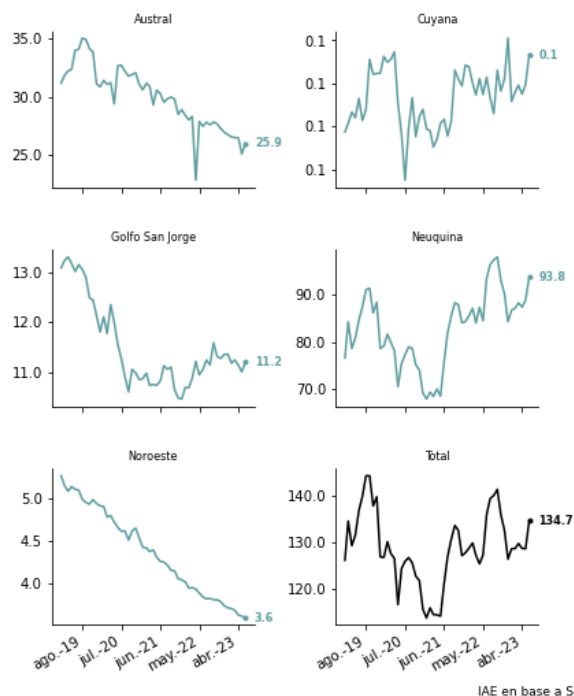 Austral
35.0
30.0
25.0
25.9
Cuyana
0.1
0.1
0.1
0.1
0.1
Golfo San Jorge
13.0
12.0
11.0
11.2
Neuquina
90.0
80.0
70.0
93.8
Noroeste
5.0
4.5
4.0
3.6
ago.-19
jul.-20
jun.-21
may.-22
abr.-23
Total
140.0
130.0
120.0
134.7
ago.-19
jul.-20
jun.-21
may.-22
abr.-23
IAE en base a S